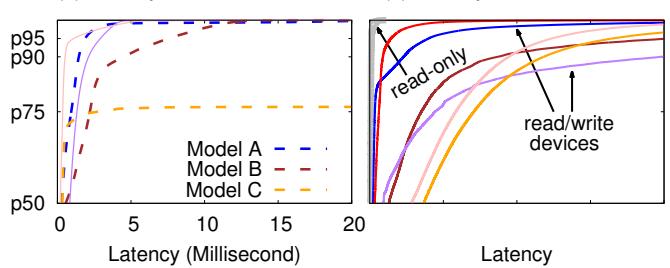 p95
p90
p75
p50
Model A
Model B
Model C
0 5 10 15 20
Latency (Millisecond)
read-only
read/write
devices
Latency